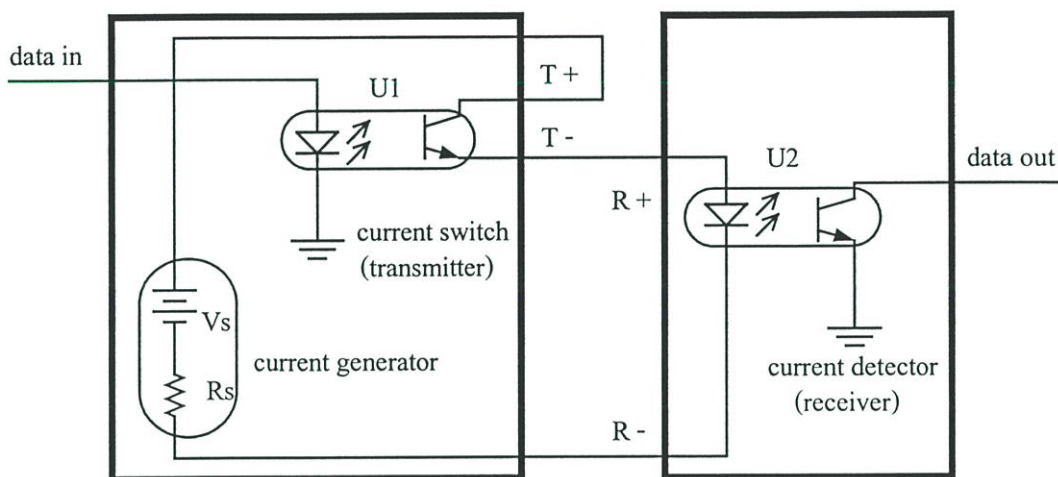 data in
U1
T +
T -
U2
data out
R +
current switch
(transmitter)
Vs
current generator
Rs
current detector
(receiver)
R -